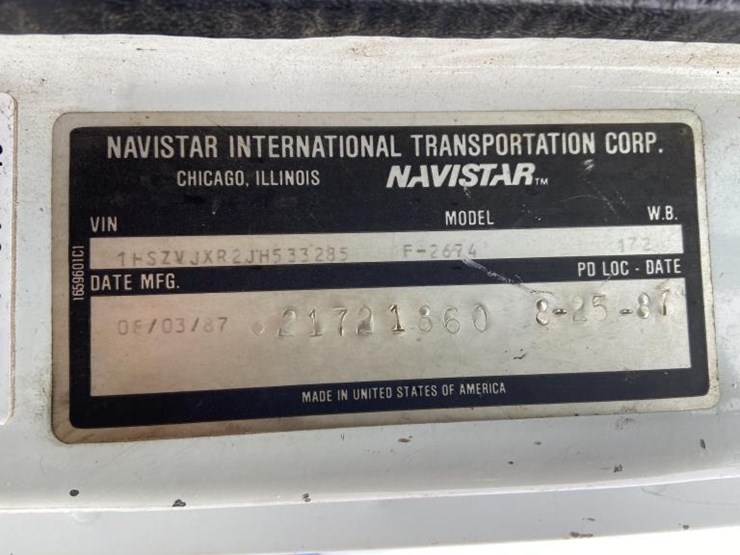 NAVISTAR INTERNATIONAL TRANSPORTATION CORP.
CHICAGO, ILLINOIS NAVISTAR TM
VIN MODEL W.B.
1HSZVJXR2JH533285 F-2674 172
1659601C1
DATE MFG. PD LOC - DATE
08/03/87 21721860 8-25-87
MADE IN UNITED STATES OF AMERICA